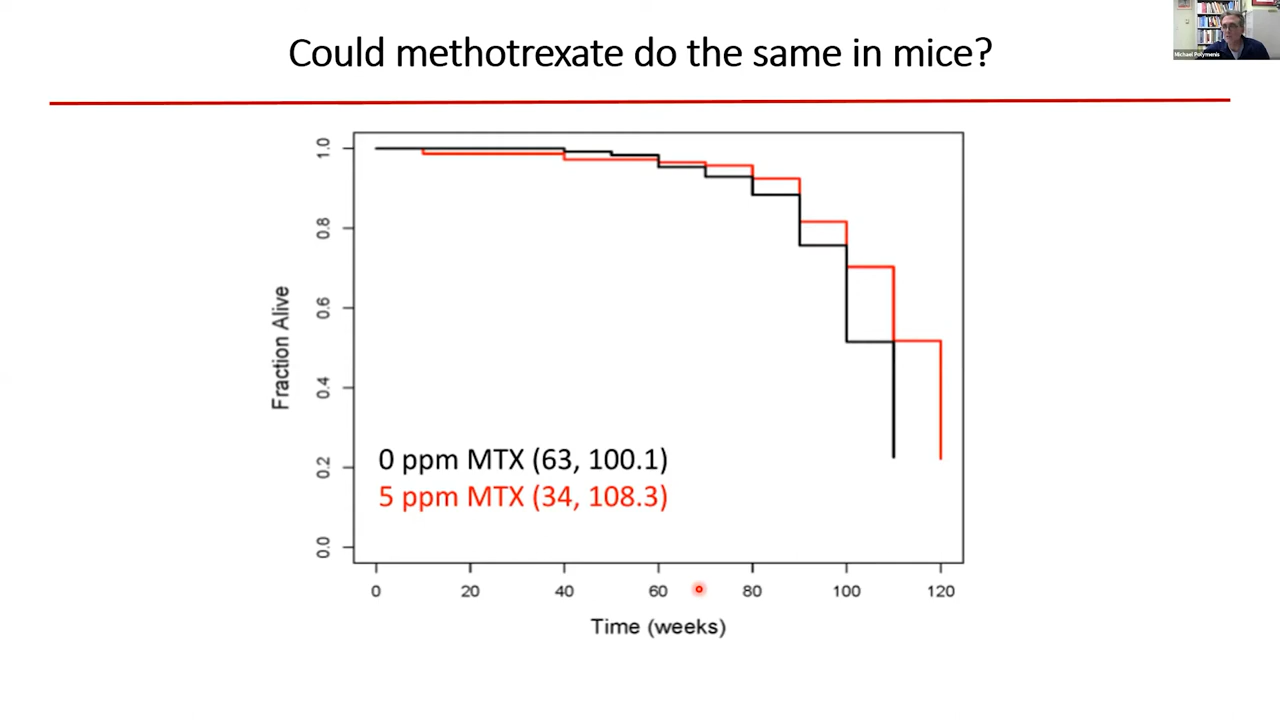 Could methotrexate do the same in mice?
Michael Polymenis
Fraction Alive
1.0
0.8
0.6
0.4
0.2
0.0
0 ppm MTX (63, 100.1)
5 ppm MTX (34, 108.3)
0 20 40 60 80 100 120
Time (weeks)